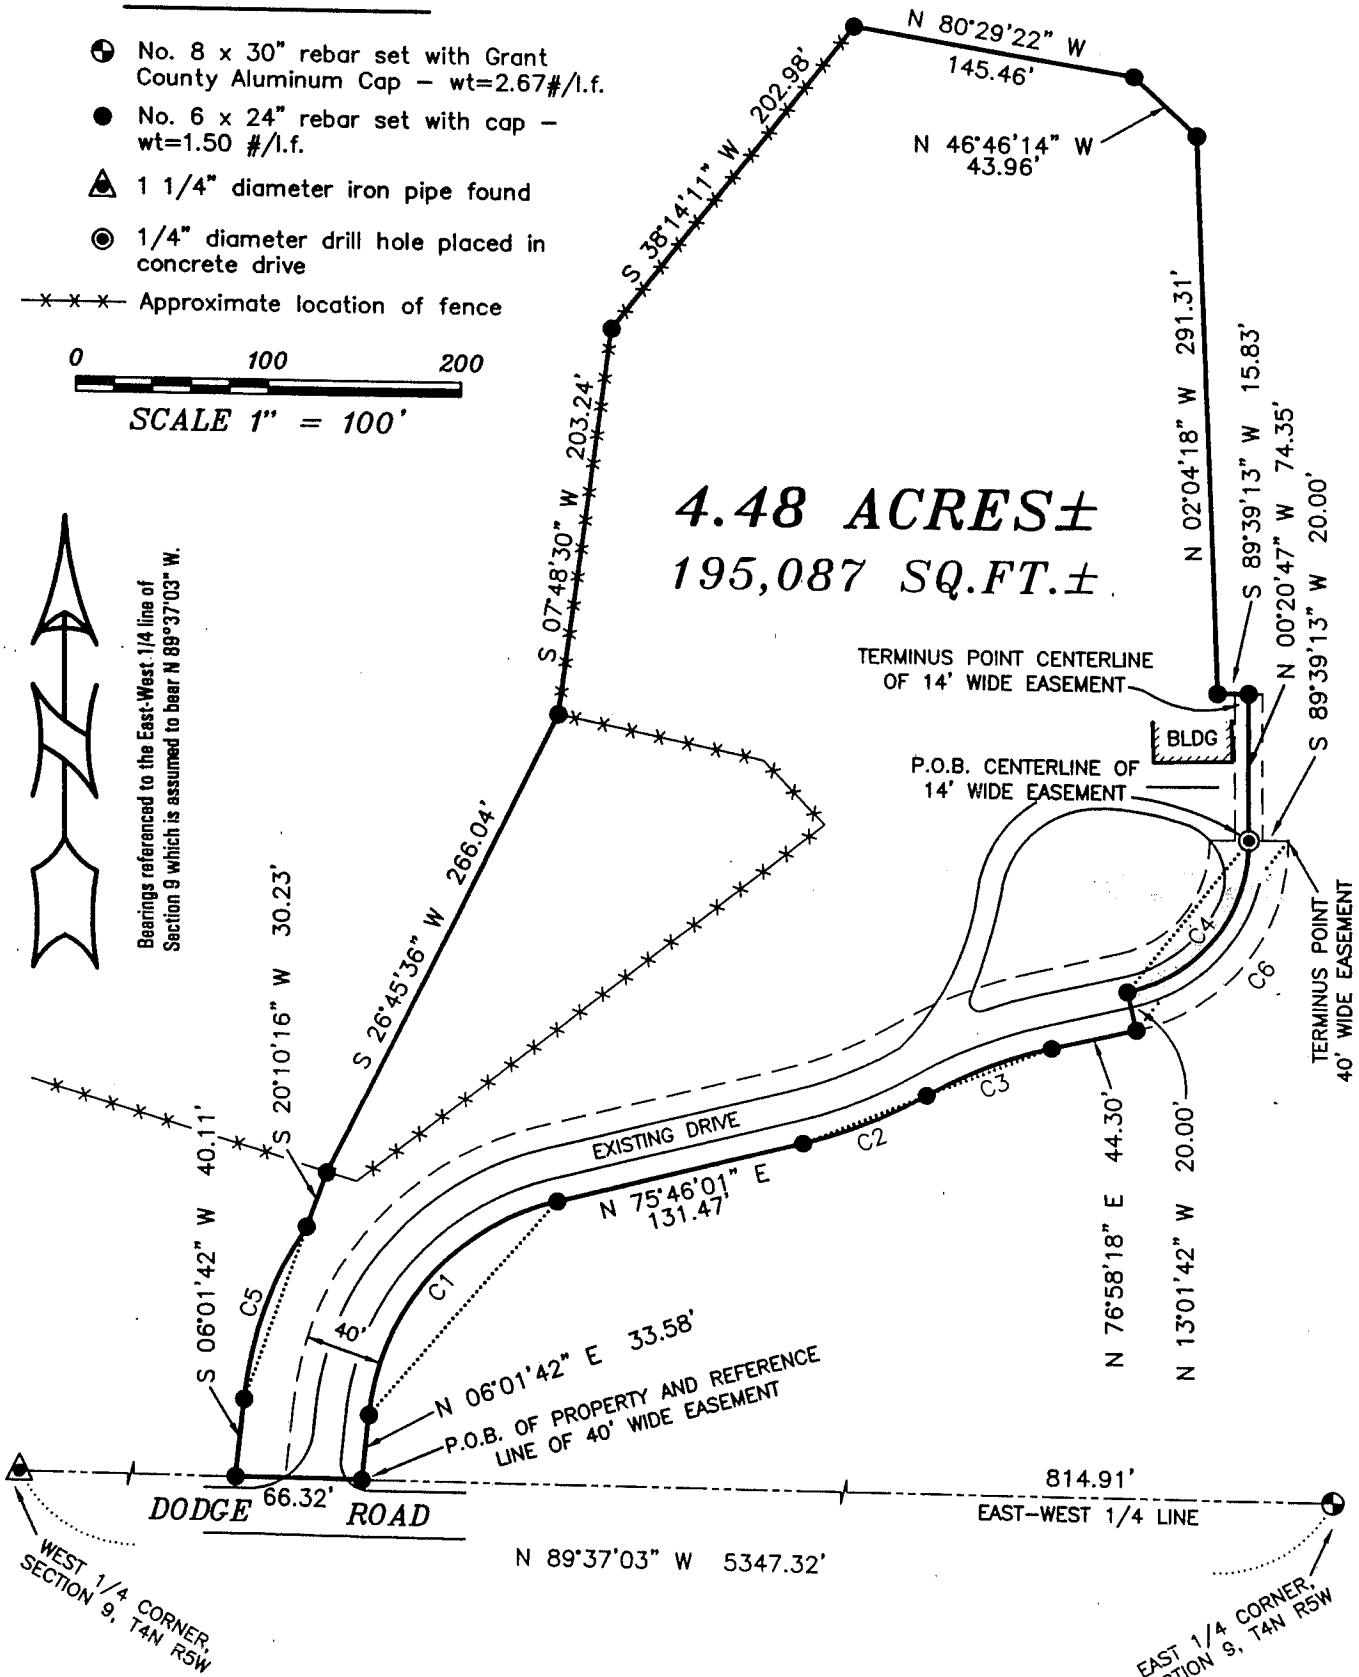 No. 8 x 30" rebar set with Grant
County Aluminum Cap – wt=2.67#/l.f.
No. 6 x 24" rebar set with cap –
wt=1.50 #/l.f.
1 1/4" diameter iron pipe found
1/4" diameter drill hole placed in
concrete drive
Approximate location of fence
0 100 200
SCALE 1" = 100'
Bearings referenced to the East-West 1/4 line of
Section 9 which is assumed to bear N 89°37'03" W.
N 80°29'22" W
145.46'
N 46°46'14" W
43.96'
S 38°14'11" W 202.98'
N 02°04'18" W 291.31'
S 89°39'13" W 15.83'
N 00°20'47" W 74.35'
S 89°39'13" W 20.00'
S 07°48'30" W 203.24'
4.48 ACRES±
195,087 SQ.FT.±
TERMINUS POINT CENTERLINE
OF 14' WIDE EASEMENT
BLDG
P.O.B. CENTERLINE OF
14' WIDE EASEMENT
TERMINUS POINT
40' WIDE EASEMENT
C4
C6
S 26°45'36" W 266.04'
S 20°10'16" W 30.23'
S 06°01'42" W 40.11'
EXISTING DRIVE
N 75°46'01" E
131.47'
C2
C3
C1
C5
40'
N 76°58'18" E 44.30'
N 13°01'42" W 20.00'
N 06°01'42" E 33.58'
P.O.B. OF PROPERTY AND REFERENCE
LINE OF 40' WIDE EASEMENT
66.32'
DODGE ROAD
814.91'
EAST–WEST 1/4 LINE
N 89°37'03" W 5347.32'
WEST 1/4 CORNER,
SECTION 9, T4N R5W
EAST 1/4 CORNER,
CTION 9, T4N R5W